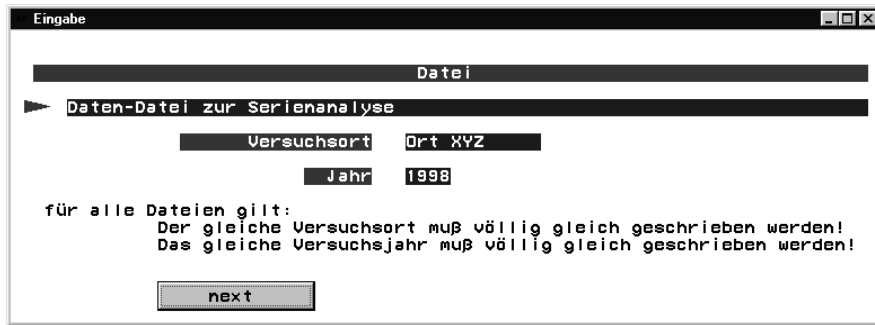 Eingabe
Datei
Daten-Datei zur Serienanalyse
Versuchsort Ort XYZ
Jahr 1998
für alle Dateien gilt:
Der gleiche Versuchsort muß völlig gleich geschrieben werden!
Das gleiche Versuchsjahr muß völlig gleich geschrieben werden!
next